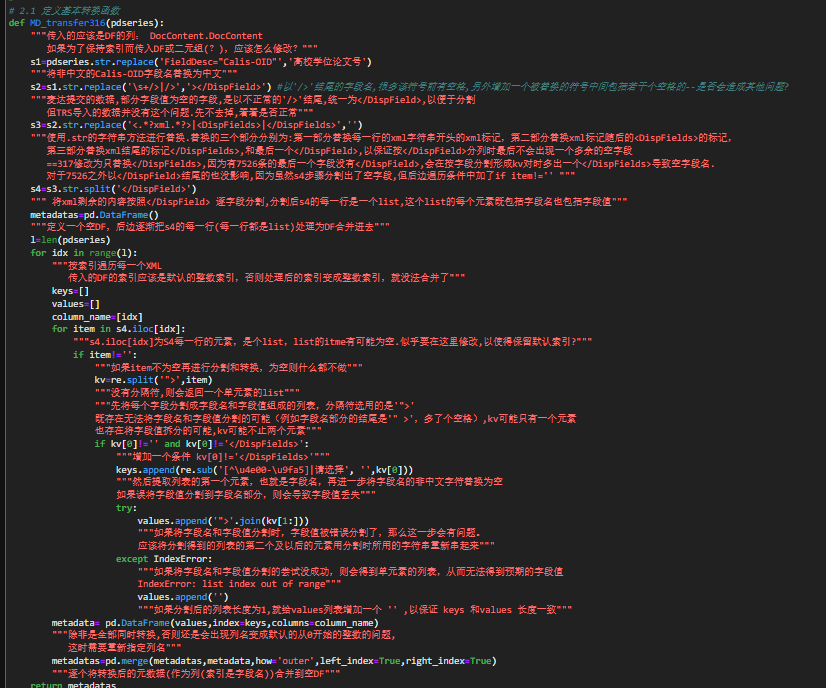 # 2.1 定义基本转换函数
def MD_transfer316(pdseries):
"""传入的应该是DF的列: DocContent.DocContent
如果为了保持索引而传入DF或二元组(?),应该怎么修改?"""
s1=pdseries.str.replace('FieldDesc="Calis-OID"','高校学位论文号')
"""将非中文的Calis-OID字段名替换为中文"""
s2=s1.str.replace('\s+/>|/>','></DispField>') #以'/>'结尾的字段名,很多该符号前有空格,另外增加一个被替换的符号中间包括若干个空格的--是否会造成其他问题?
"""麦达提交的数据,部分字段值为空的字段,是以不正常的'/>'结尾,统一为</DispField>,以便于分割
但TRS导入的数据并没有这个问题.先不去掉,看看是否正常"""
s3=s2.str.replace('<.*?xml.*?>|<DispFields>|</DispFields>','')
"""使用.str的字符串方法进行替换.替换的三个部分分别为:第一部分替换每一行的xml字符串开头的xml标记, 第二部分替换xml标记随后的<DispFields>的标记,
第三部分替换xml结尾的标记</DispFields>,和最后一个</DispField>,以保证按</DispField>分列时最后不会出现一个多余的空字段
==317修改为只替换</DispFields>,因为有7526条的最后一个字段没有</DispField>,会在按字段分割形成kv对时多出一个</DispFields>导致空字段名.
对于7526之外以</DispField>结尾的也没影响,因为虽然s4步骤分割出了空字段,但后边遍历条件中加了if item!='' """
s4=s3.str.split('</DispField>')
""" 将xml剩余的内容按照</DispField> 逐字段分割,分割后s4的每一行是一个list,这个list的每个元素既包括字段名也包括字段值"""
metadatas=pd.DataFrame()
"""定义一个空DF, 后边逐渐把s4的每一行(每一行都是list)处理为DF合并进去"""
l=len(pdseries)
for idx in range(l):
"""按索引遍历每一个XML
传入的DF的索引应该是默认的整数索引, 否则处理后的索引变成整数索引, 就没法合并了"""
keys=[]
values=[]
column_name=[idx]
for item in s4.iloc[idx]:
"""s4.iloc[idx]为S4每一行的元素, 是个list, list的itme有可能为空.似乎要在这里修改,以使得保留默认索引?"""
if item!='':
"""如果item不为空再进行分割和转换, 为空则什么都不做"""
kv=re.split('">',item)
"""没有分隔符,则会返回一个单元素的list"""
"""先将每个字段分割成字段名和字段值组成的列表, 分隔符选用的是'">'
既存在无法将字段名和字段值分割的可能(例如字段名部分的结尾是'" >', 多了个空格),kv可能只有一个元素
也存在将字段值拆分的可能,kv可能不止两个元素"""
if kv[0]!='' and kv[0]!='</DispFields>':
"""增加一个条件 kv[0]!='</DispFields>'"""
keys.append(re.sub('[^\u4e00-\u9fa5]|请选择', '',kv[0]))
"""然后提取列表的第一个元素, 也就是字段名, 再进一步将字段名的非中文字符替换为空
如果误将字段值分割到字段名部分, 则会导致字段值丢失"""
try:
values.append('">'.join(kv[1:]))
"""如果将字段名和字段值分割时, 字段值被错误分割了, 那么这一步会有问题.
应该将分割得到的列表的第二个及以后的元素用分割时所用的字符串重新串起来"""
except IndexError:
"""如果将字段名和字段值分割的尝试没成功, 则会得到单元素的列表, 从而无法得到预期的字段值
IndexError: list index out of range"""
values.append('')
"""如果分割后的列表长度为1,就给values列表增加一个 '' ,以保证 keys 和values 长度一致"""
metadata= pd.DataFrame(values,index=keys,columns=column_name)
"""除非是全部同时转换,否则还是会出现列名变成默认的从0开始的整数的问题,
这时需要重新指定列名"""
metadatas=pd.merge(metadatas,metadata,how='outer',left_index=True,right_index=True)
"""逐个将转换后的元数据(作为列(索引是字段名))合并到空DF"""
return metadatas